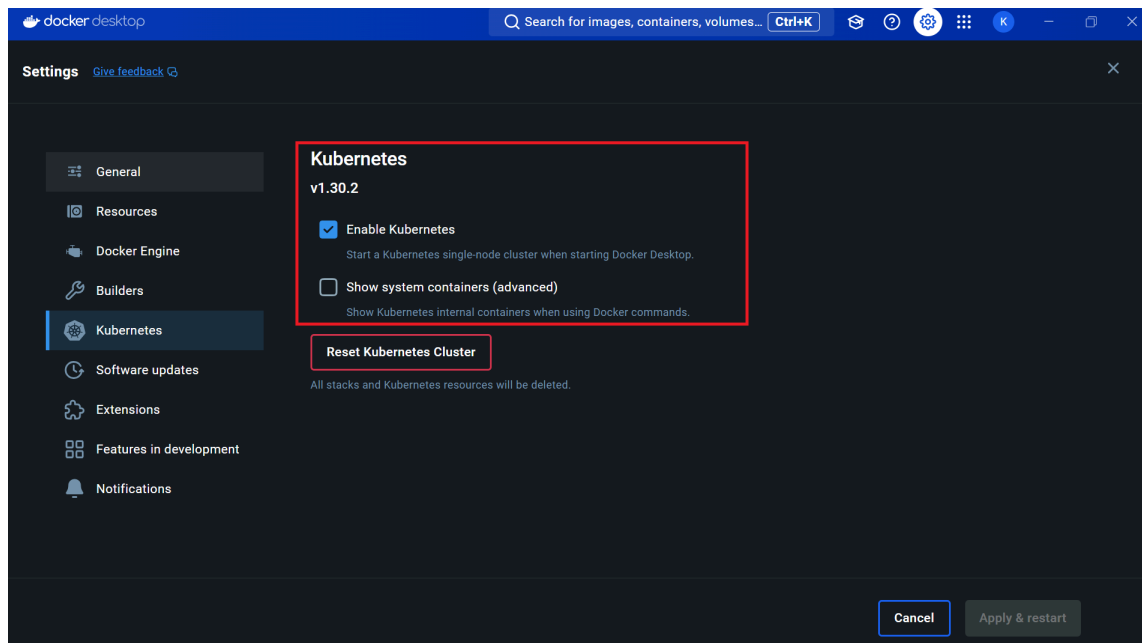 docker desktop
Search for images, containers, volumes... Ctrl+K
K
Settings Give feedback
General
Resources
Docker Engine
Builders
Kubernetes
Software updates
Extensions
Features in development
Notifications
Kubernetes
v1.30.2
Enable Kubernetes
Start a Kubernetes single-node cluster when starting Docker Desktop.
Show system containers (advanced)
Show Kubernetes internal containers when using Docker commands.
Reset Kubernetes Cluster
All stacks and Kubernetes resources will be deleted.
Cancel Apply & restart